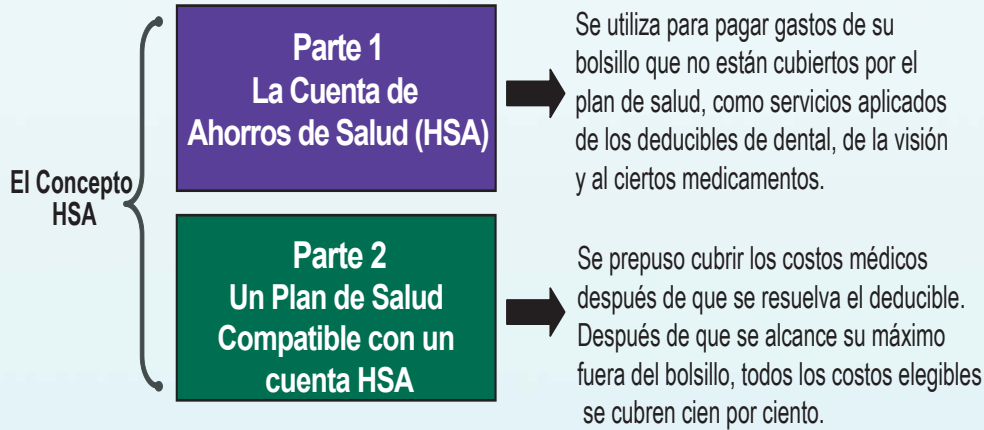 El Concepto
HSA
Parte 1
La Cuenta de
Ahorros de Salud (HSA)
Se utiliza para pagar gastos de su
bolsillo que no están cubiertos por el
plan de salud, como servicios aplicados
de los deducibles de dental, de la visión
y al ciertos medicamentos.
Parte 2
Un Plan de Salud
Compatible con un
cuenta HSA
Se prepuso cubrir los costos médicos
después de que se resuelva el deducible.
Después de que se alcance su máximo
fuera del bolsillo, todos los costos elegibles
se cubren cien por ciento.